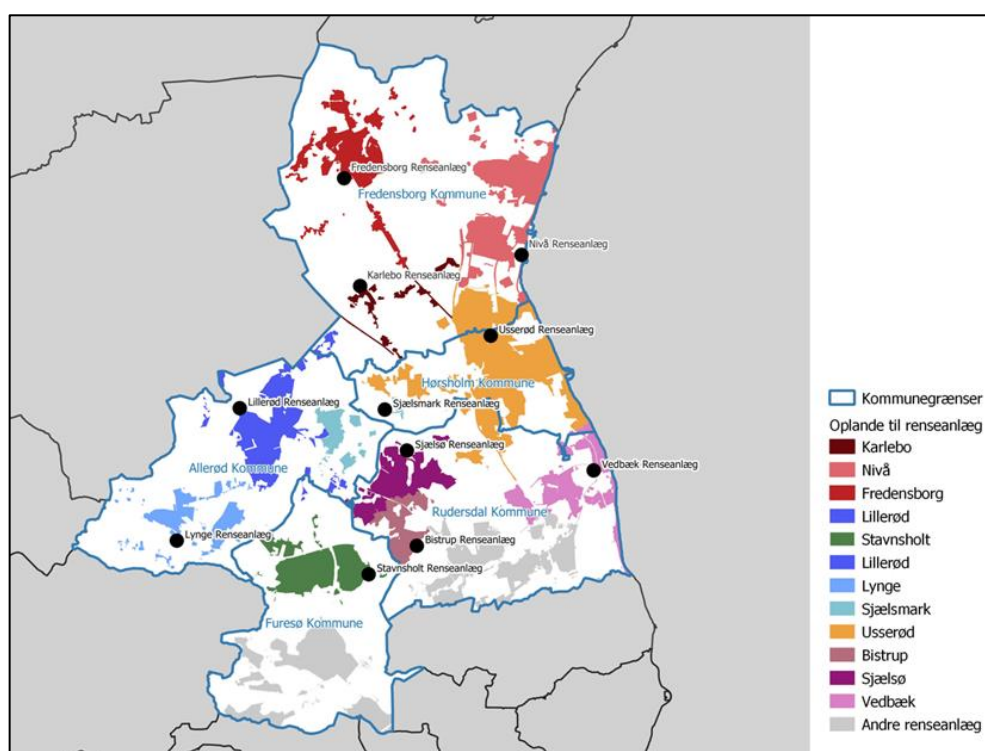 Fredensborg Renseanlæg
Fredensborg Kommune
Nivå Renseanlæg
Karlebo Renseanlæg
Usserød Renseanlæg
Hørsholm Kommune
Lillerød Renseanlæg
Sjælsmark Renseanlæg
Sjælsø Renseanlæg
Allerød Kommune
Vedbæk Renseanlæg
Rudersdal Kommune
Lynge Renseanlæg
Bistrup Renseanlæg
Stavnsholt Renseanlæg
Furesø Kommune
Kommunegrænser
Oplande til renseanlæg
Karlebo
Nivå
Fredensborg
Lillerød
Stavnsholt
Lillerød
Lynge
Sjælsmark
Usserød
Bistrup
Sjælsø
Vedbæk
Andre renseanlæg